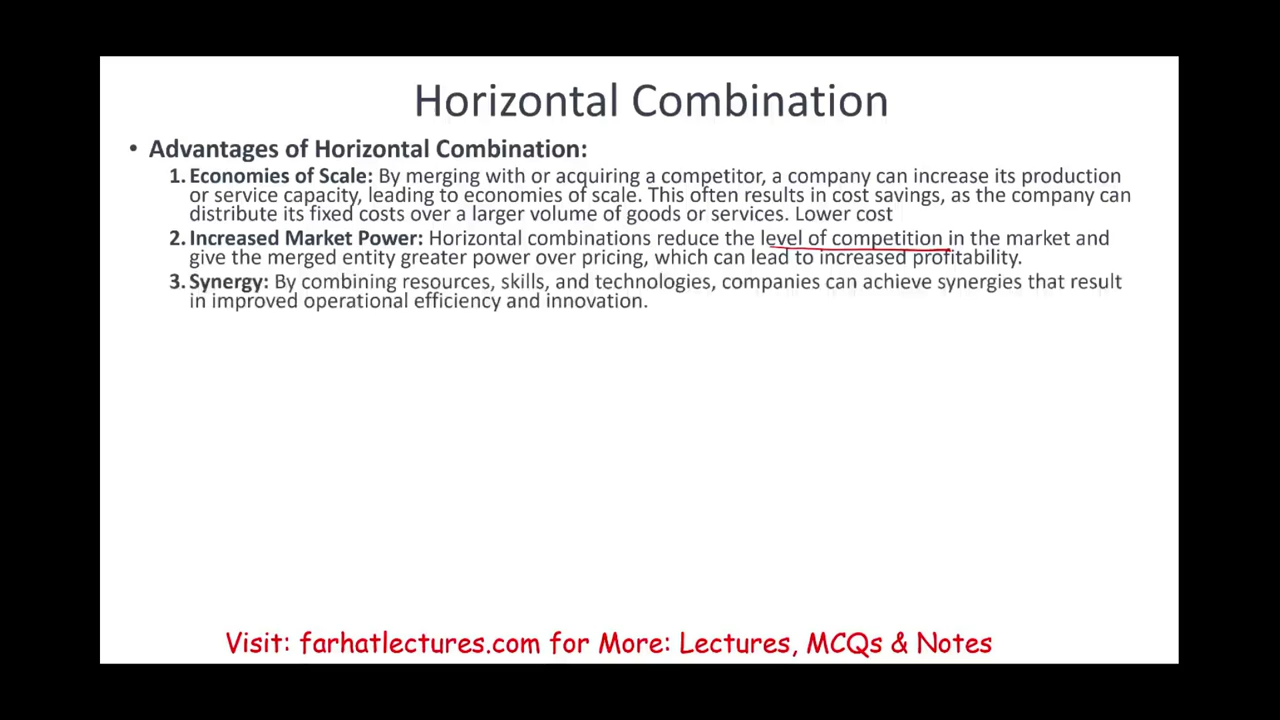 Horizontal Combination
• Advantages of Horizontal Combination:
1. Economies of Scale: By merging with or acquiring a competitor, a company can increase its production
or service capacity, leading to economies of scale. This often results in cost savings, as the company can
distribute its fixed costs over a larger volume of goods or services. Lower cost
2. Increased Market Power: Horizontal combinations reduce the level of competition in the market and
give the merged entity greater power over pricing, which can lead to increased profitability.
3. Synergy: By combining resources, skills, and technologies, companies can achieve synergies that result
in improved operational efficiency and innovation.
Visit: farhatlectures.com for More: Lectures, MCQs & Notes